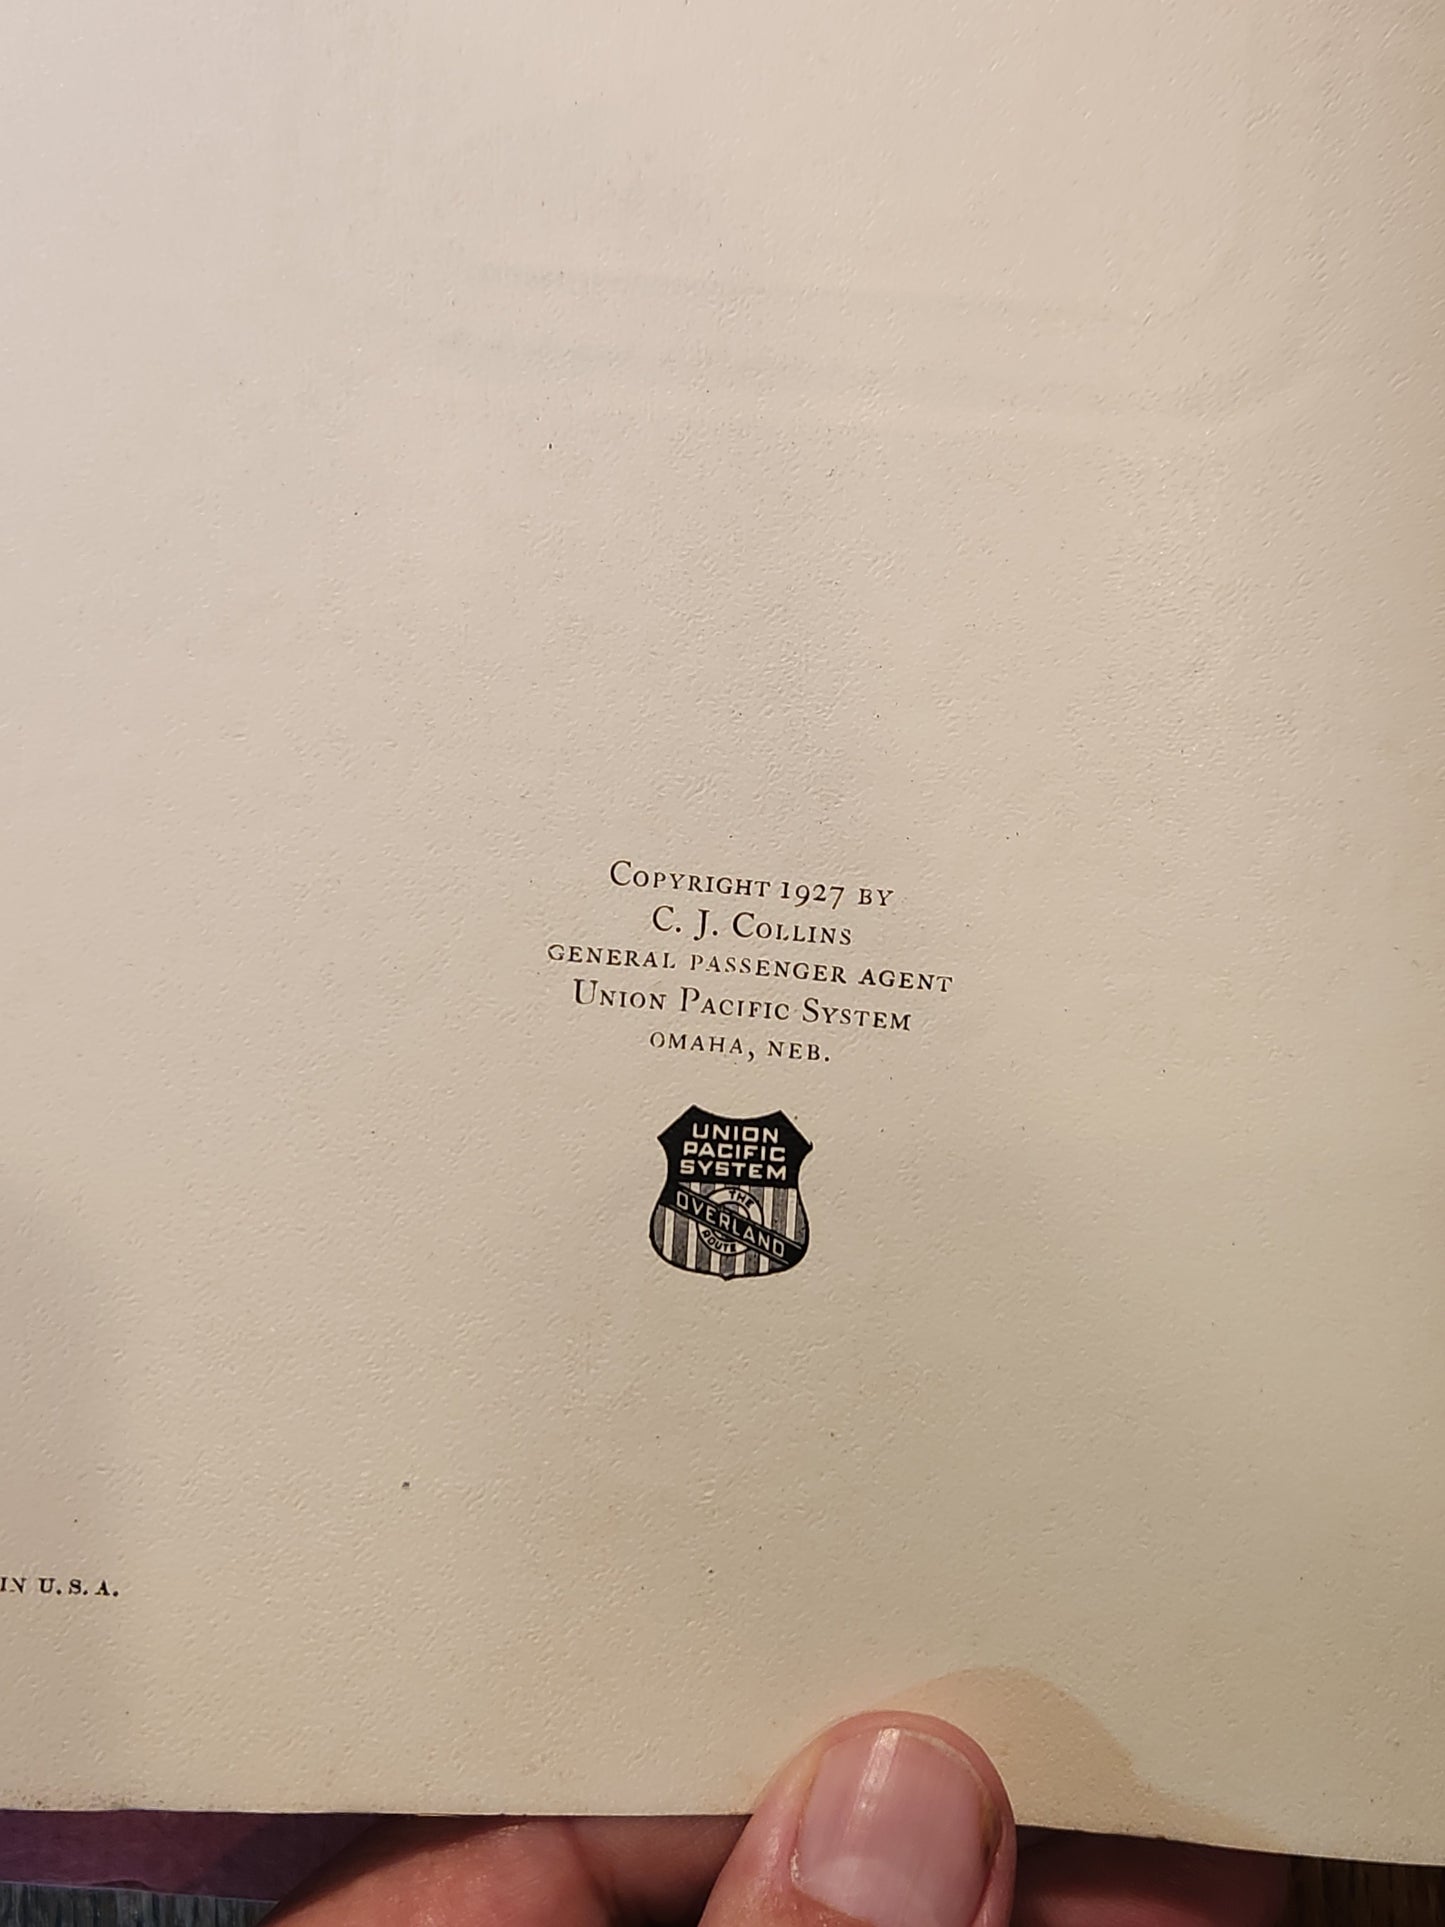 Copyright 1927 by
C. J. Collins
General Passenger Agent
Union Pacific System
Omaha, Neb.
UNION
PACIFIC
SYSTEM
THE
OVERLAND
ROUTE
IN U.S.A.